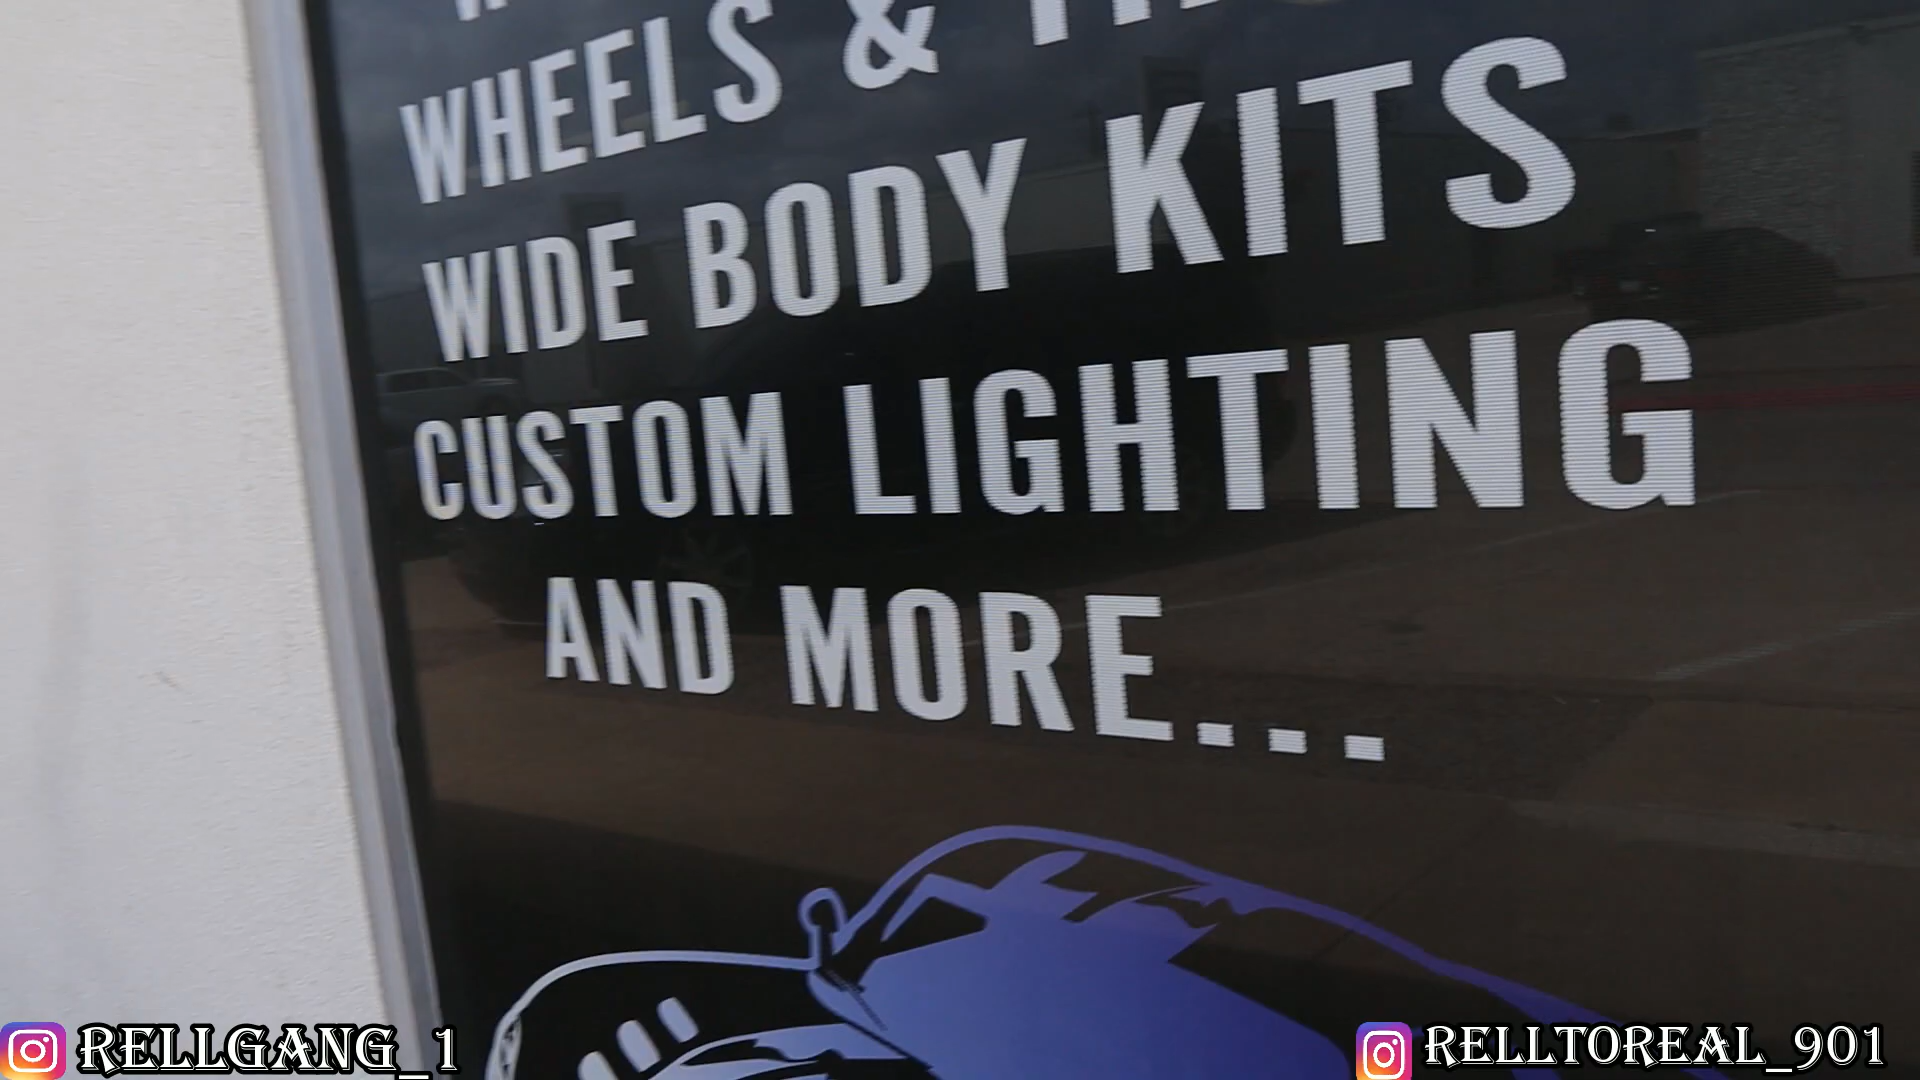 WHEELS &
WIDE BODY KITS
CUSTOM LIGHTING
AND MORE...
RELLGANG_1
RELLTOREAL_901